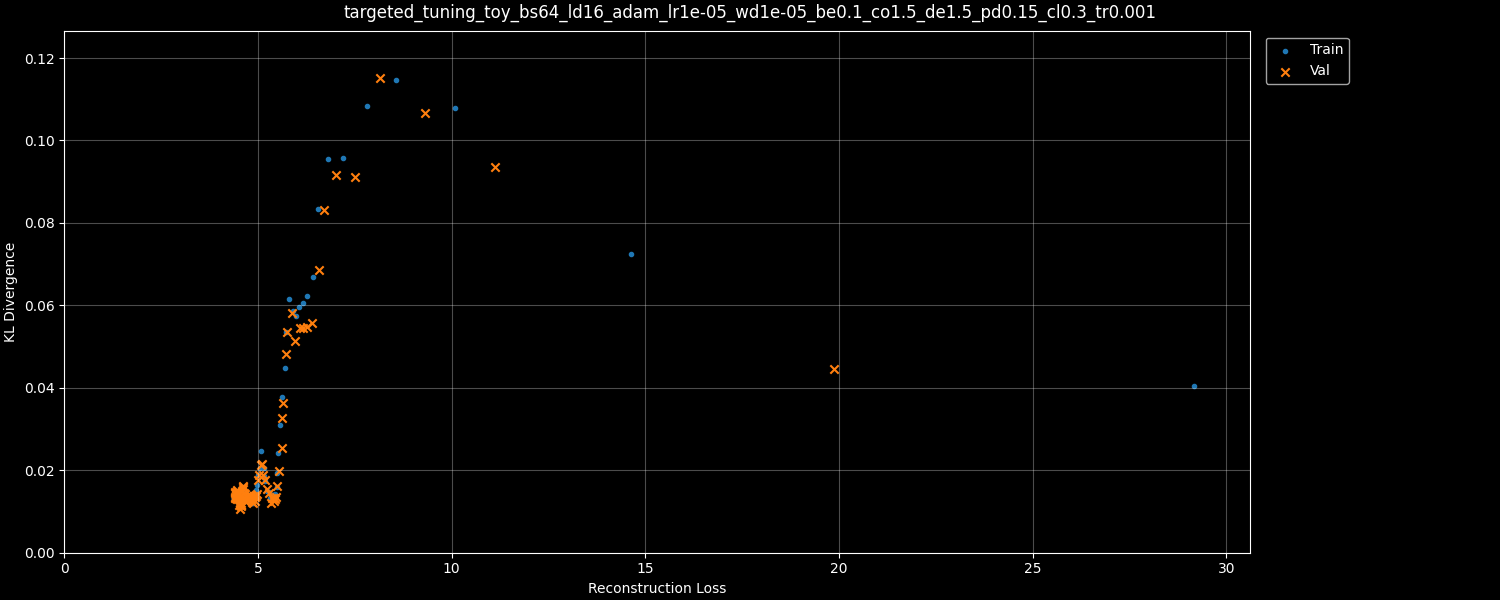 targeted_tuning_toy_bs64_ld16_adam_lr1e-05_wd1e-05_be0.1_co1.5_de1.5_pd0.15_cl0.3_tr0.001
Train
Val
KL Divergence
0.12
0.10
0.08
0.06
0.04
0.02
0.00
0 5 10 15 20 25 30
Reconstruction Loss